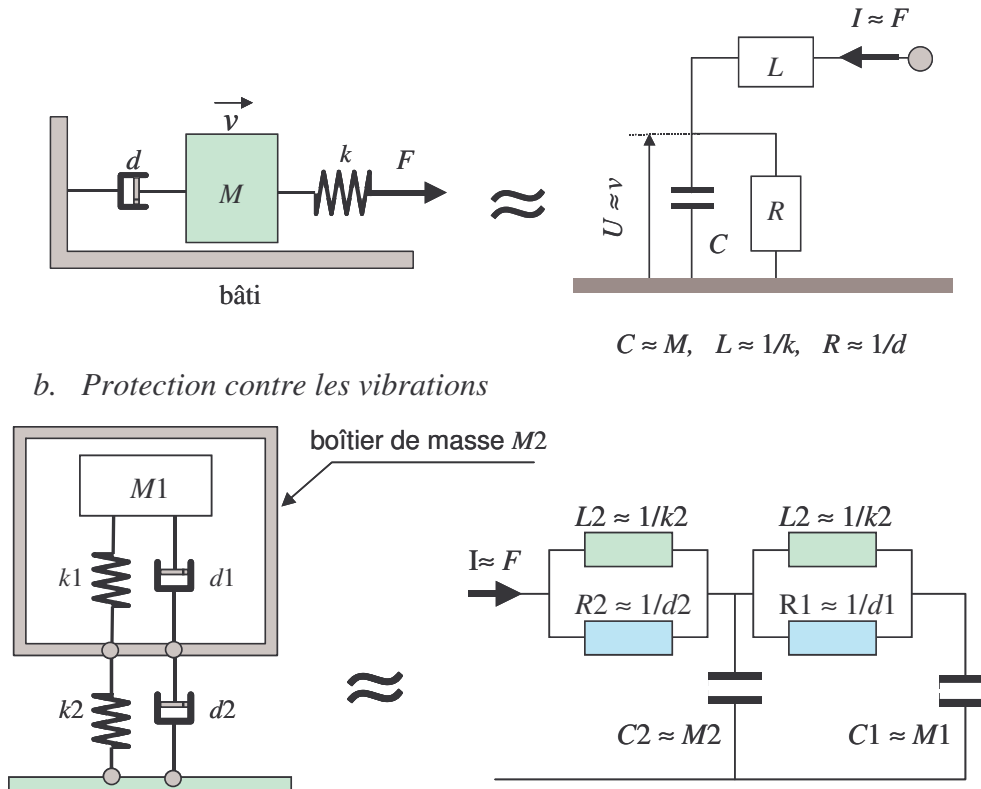 I ≈ F
L
v
d
k
F
M
U ≈ v
C
R
bâti
C ≈ M, L ≈ 1/k, R ≈ 1/d
b. Protection contre les vibrations
boîtier de masse M2
M1
k1
d1
k2
d2
L2 ≈ 1/k2
L2 ≈ 1/k2
I≈ F
R2 ≈ 1/d2
R1 ≈ 1/d1
C2 ≈ M2
C1 ≈ M1